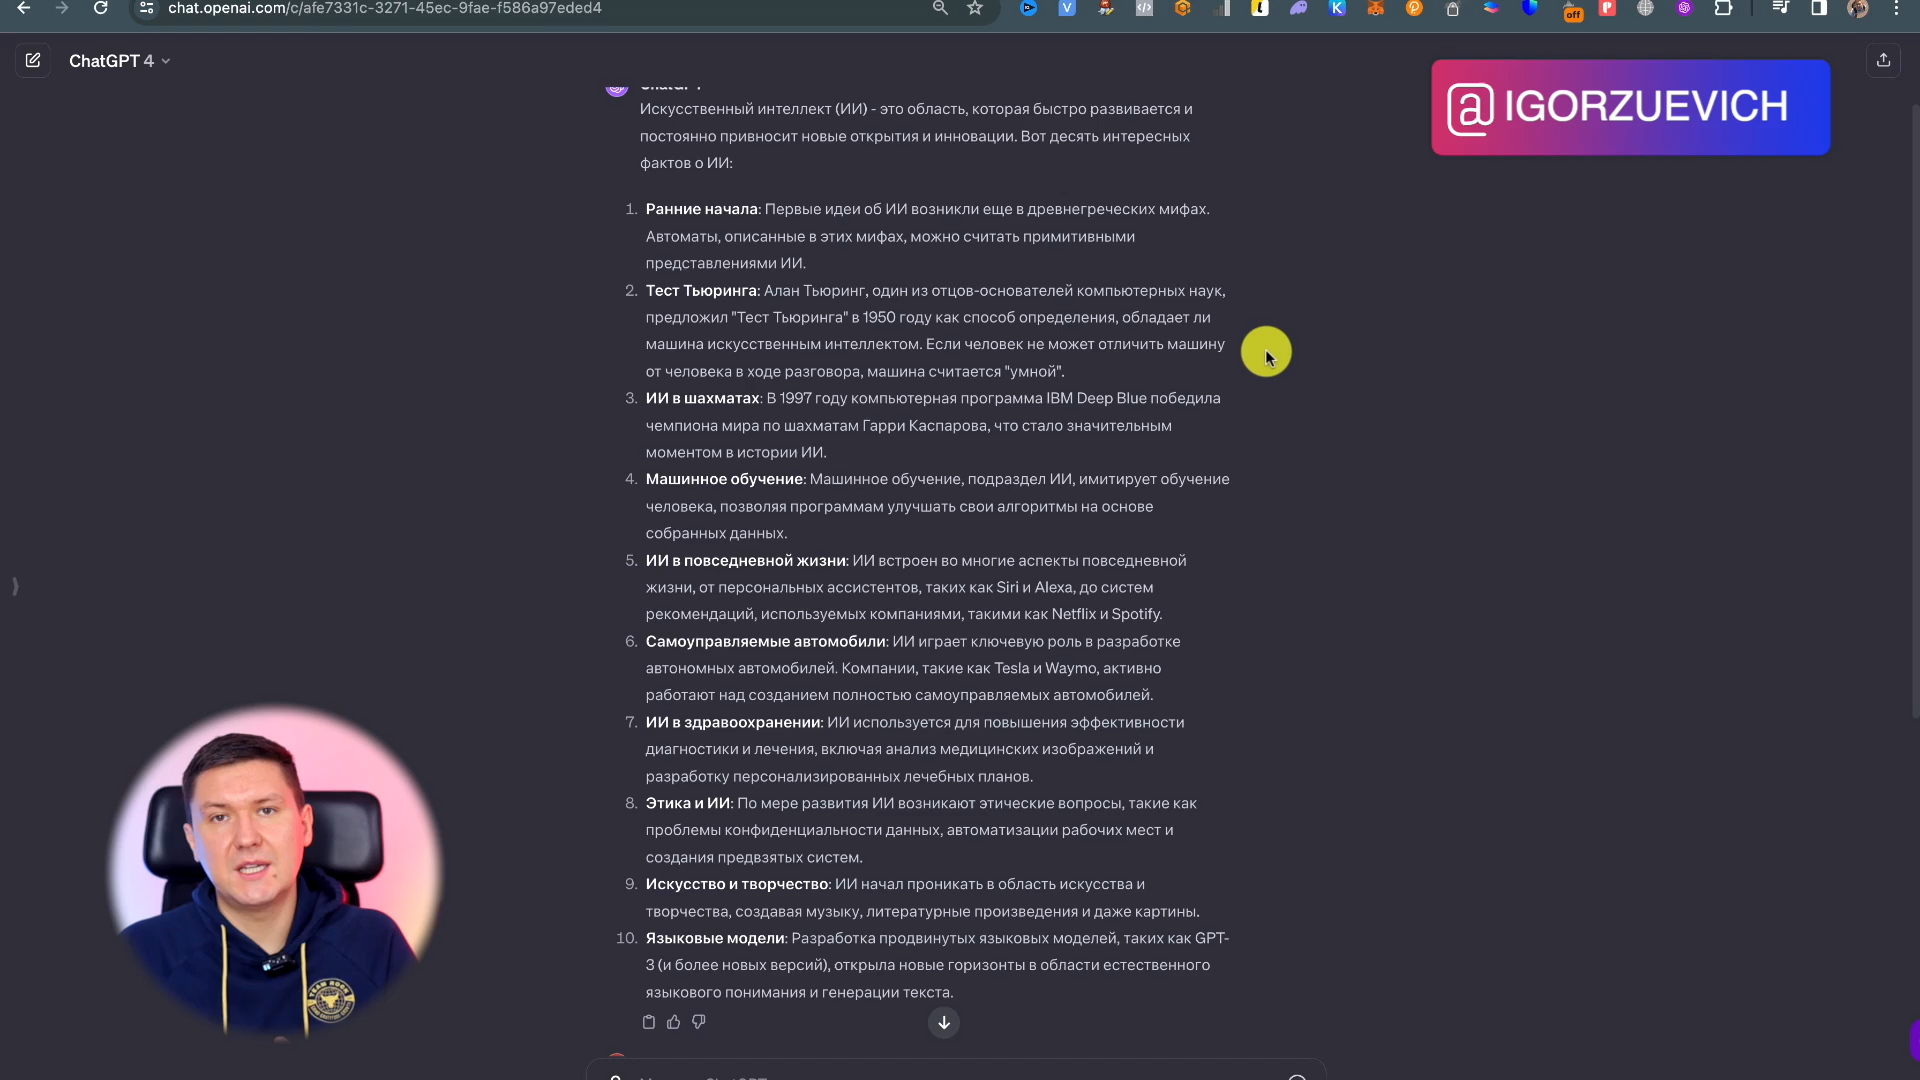 chat.openai.com/c/afe7331c-3271-45ec-9fae-f586a97eded4
off
ChatGPT 4
@IGORZUEVICH
ChatGPT
Искусственный интеллект (ИИ) - это область, которая быстро развивается и
постоянно привносит новые открытия и инновации. Вот десять интересных
фактов о ИИ:
1. Ранние начала: Первые идеи об ИИ возникли еще в древнегреческих мифах.
Автоматы, описанные в этих мифах, можно считать примитивными
представлениями ИИ.
2. Тест Тьюринга: Алан Тьюринг, один из отцов-основателей компьютерных наук,
предложил "Тест Тьюринга" в 1950 году как способ определения, обладает ли
машина искусственным интеллектом. Если человек не может отличить машину
от человека в ходе разговора, машина считается "умной".
3. ИИ в шахматах: В 1997 году компьютерная программа IBM Deep Blue победила
чемпиона мира по шахматам Гарри Каспарова, что стало значительным
моментом в истории ИИ.
4. Машинное обучение: Машинное обучение, подраздел ИИ, имитирует обучение
человека, позволяя программам улучшать свои алгоритмы на основе
собранных данных.
5. ИИ в повседневной жизни: ИИ встроен во многие аспекты повседневной
жизни, от персональных ассистентов, таких как Siri и Alexa, до систем
рекомендаций, используемых компаниями, такими как Netflix и Spotify.
6. Самоуправляемые автомобили: ИИ играет ключевую роль в разработке
автономных автомобилей. Компании, такие как Tesla и Waymo, активно
работают над созданием полностью самоуправляемых автомобилей.
7. ИИ в здравоохранении: ИИ используется для повышения эффективности
диагностики и лечения, включая анализ медицинских изображений и
разработку персонализированных лечебных планов.
8. Этика и ИИ: По мере развития ИИ возникают этические вопросы, такие как
проблемы конфиденциальности данных, автоматизации рабочих мест и
создания предвзятых систем.
9. Искусство и творчество: ИИ начал проникать в область искусства и
творчества, создавая музыку, литературные произведения и даже картины.
10. Языковые модели: Разработка продвинутых языковых моделей, таких как GPT-
3 (и более новых версий), открыла новые горизонты в области естественного
языкового понимания и генерации текста.